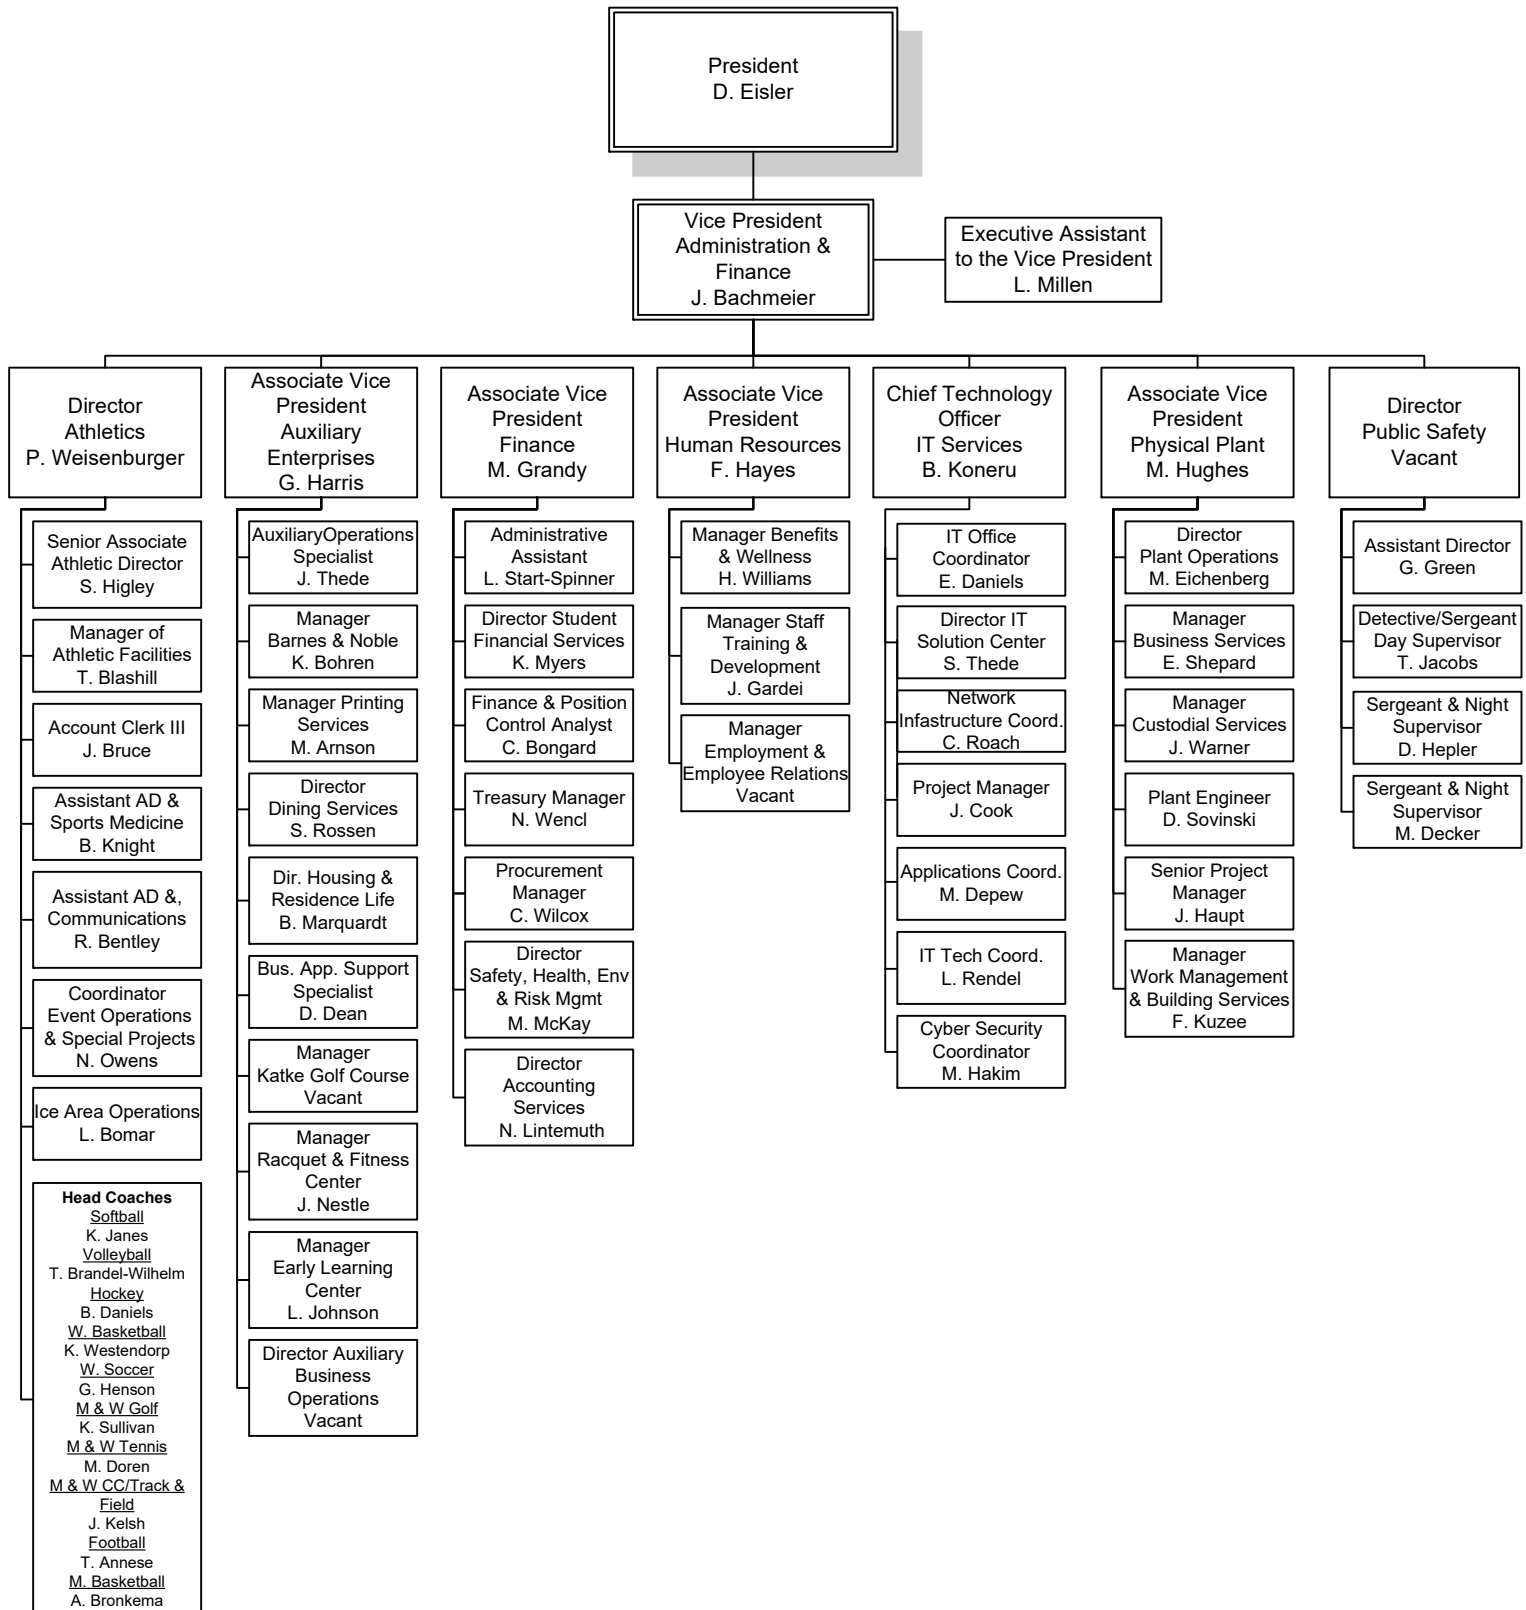 President
D. Eisler
Vice President
Administration &
Finance
J. Bachmeier
Executive Assistant
to the Vice President
L. Millen
Director
Athletics
P. Weisenburger
Senior Associate
Athletic Director
S. Higley
Manager of
Athletic Facilities
T. Blashill
Account Clerk III
J. Bruce
Assistant AD &
Sports Medicine
B. Knight
Assistant AD &,
Communications
R. Bentley
Coordinator
Event Operations
& Special Projects
N. Owens
Ice Area Operations
L. Bomar
Head Coaches
Softball
K. Janes
Volleyball
T. Brandel-Wilhelm
Hockey
B. Daniels
W. Basketball
K. Westendorp
W. Soccer
G. Henson
M & W Golf
K. Sullivan
M & W Tennis
M. Doren
M & W CC/Track &
Field
J. Kelsh
Football
T. Annese
M. Basketball
A. Bronkema
Associate Vice
President
Auxiliary
Enterprises
G. Harris
AuxiliaryOperations
Specialist
J. Thede
Manager
Barnes & Noble
K. Bohren
Manager Printing
Services
M. Arnson
Director
Dining Services
S. Rossen
Dir. Housing &
Residence Life
B. Marquardt
Bus. App. Support
Specialist
D. Dean
Manager
Katke Golf Course
Vacant
Manager
Racquet & Fitness
Center
J. Nestle
Manager
Early Learning
Center
L. Johnson
Director Auxiliary
Business
Operations
Vacant
Associate Vice
President
Finance
M. Grandy
Administrative
Assistant
L. Start-Spinner
Director Student
Financial Services
K. Myers
Finance & Position
Control Analyst
C. Bongard
Treasury Manager
N. Wencl
Procurement
Manager
C. Wilcox
Director
Safety, Health, Env
& Risk Mgmt
M. McKay
Director
Accounting
Services
N. Lintemuth
Associate Vice
President
Human Resources
F. Hayes
Manager Benefits
& Wellness
H. Williams
Manager Staff
Training &
Development
J. Gardei
Manager
Employment &
Employee Relations
Vacant
Chief Technology
Officer
IT Services
B. Koneru
IT Office
Coordinator
E. Daniels
Director IT
Solution Center
S. Thede
Network
Infastructure Coord.
C. Roach
Project Manager
J. Cook
Applications Coord.
M. Depew
IT Tech Coord.
L. Rendel
Cyber Security
Coordinator
M. Hakim
Associate Vice
President
Physical Plant
M. Hughes
Director
Plant Operations
M. Eichenberg
Manager
Business Services
E. Shepard
Manager
Custodial Services
J. Warner
Plant Engineer
D. Sovinski
Senior Project
Manager
J. Haupt
Manager
Work Management
& Building Services
F. Kuzee
Director
Public Safety
Vacant
Assistant Director
G. Green
Detective/Sergeant
Day Supervisor
T. Jacobs
Sergeant & Night
Supervisor
D. Hepler
Sergeant & Night
Supervisor
M. Decker